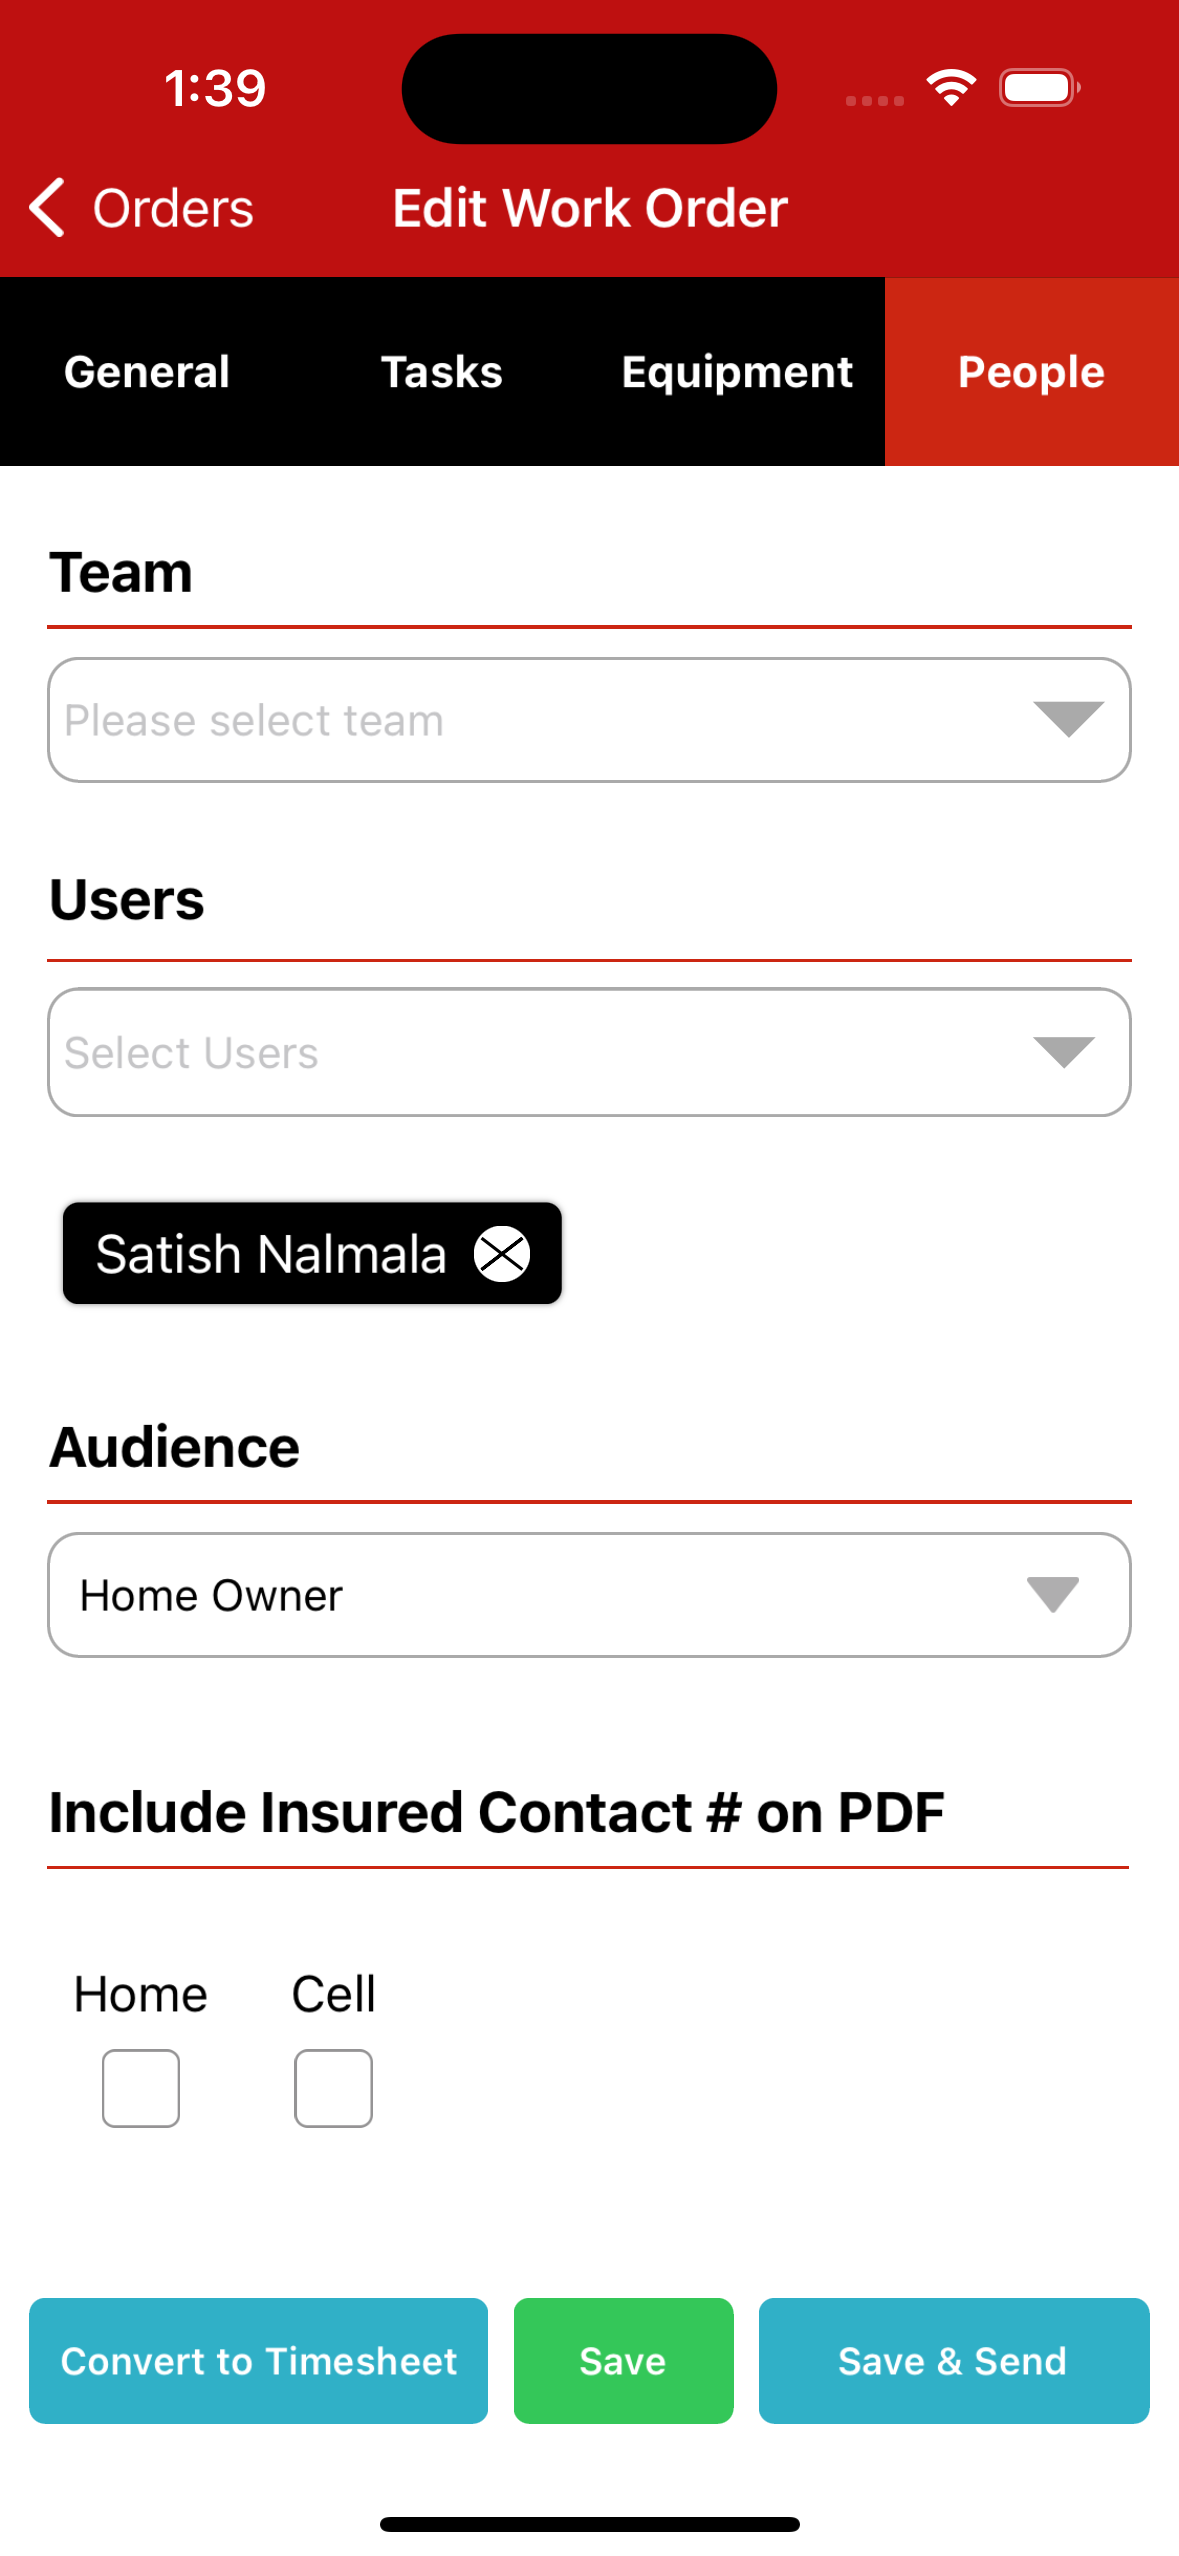 1:39
Orders
Edit Work Order
General Tasks Equipment People
Team
Please select team
Users
Select Users
Satish Nalmala
Audience
Home Owner
Include Insured Contact # on PDF
Home Cell
Convert to Timesheet Save Save & Send